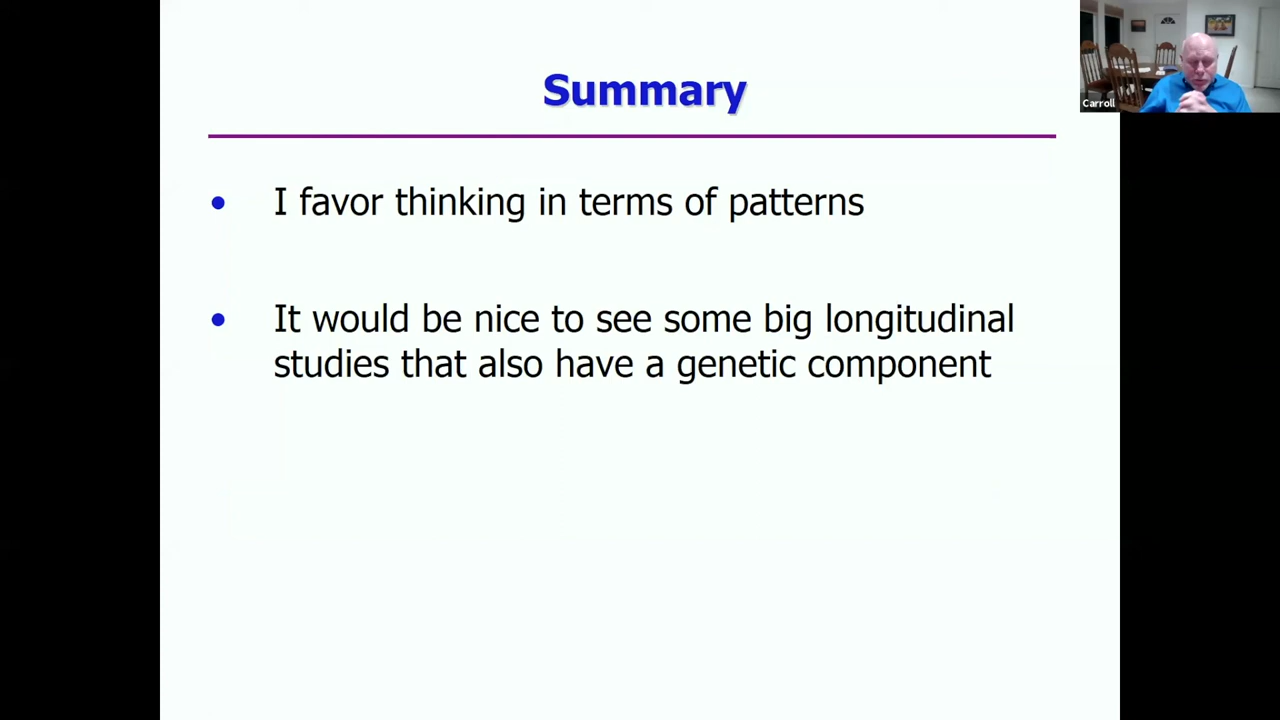 Summary
Carroll
• I favor thinking in terms of patterns
• It would be nice to see some big longitudinal
studies that also have a genetic component